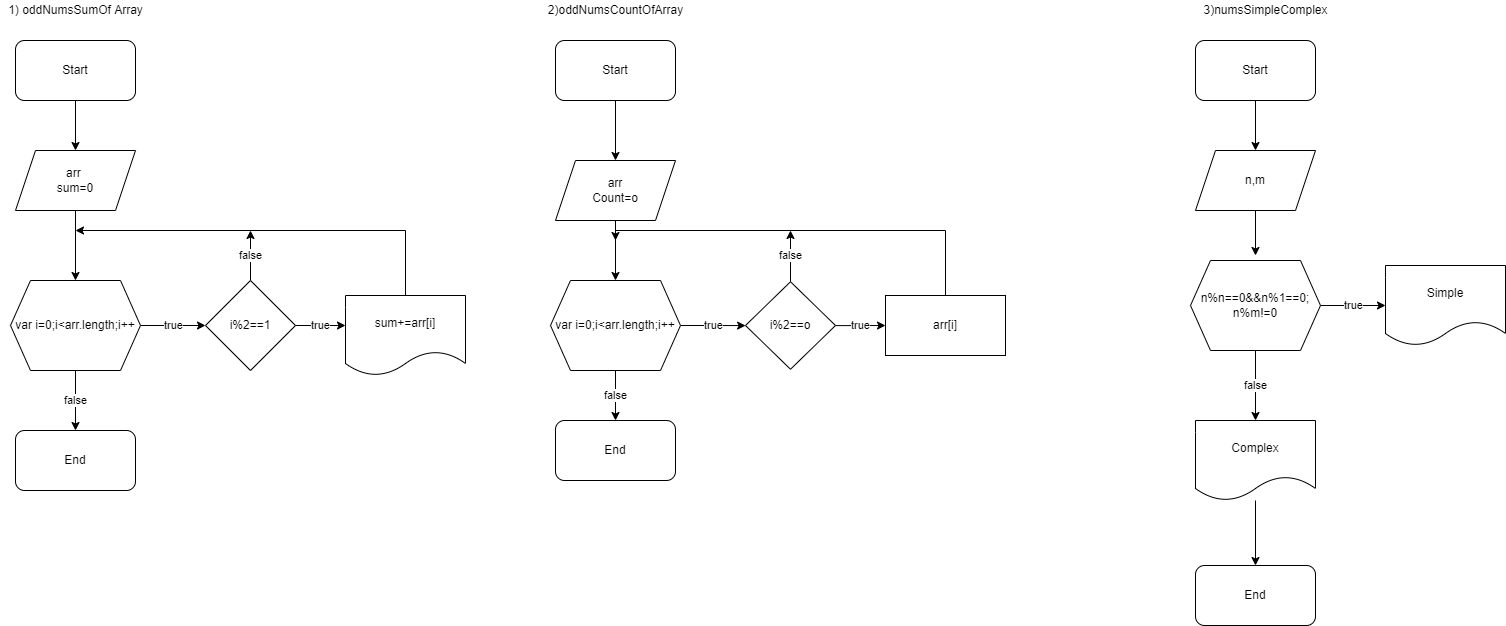 1) oddNumsSumOf Array
Start
arr
sum=0
var i=0;i<arr.length;i++
true
i%2==1
false
true
sum+=arr[i]
false
End
2)oddNumsCountOfArray
Start
arr
Count=o
var i=0;i<arr.length;i++
true
i%2==o
false
true
arr[i]
false
End
3)numsSimpleComplex
Start
n,m
n%n==0&&n%1==0;
n%m!=0
true
Simple
false
Complex
End